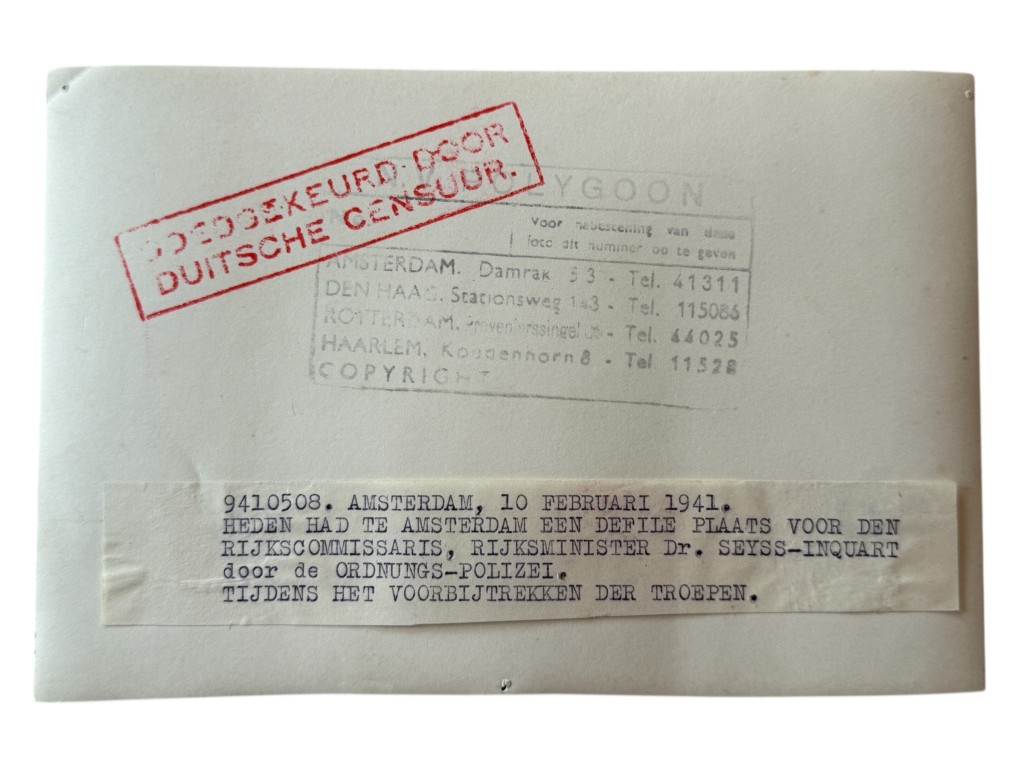 GOEDGEKEURD DOOR
DUITSCHE CENSUUR.
POLYGOON
Voor nabestelling van deze
foto dit nummer op te geven
AMSTERDAM. Damrak 53 - Tel. 41311
DEN HAAG. Stationsweg 143 - Tel. 115086
ROTTERDAM. - Tel. 44025
HAARLEM. 8 - Tel 11528
COPYRIGHT
9410508. AMSTERDAM, 10 FEBRUARI 1941.
HEDEN HAD TE AMSTERDAM EEN DEFILE PLAATS VOOR DEN
RIJKSCOMMISSARIS, RIJKSMINISTER Dr. SEYSS-INQUART
door de ORDNUNGS-POLIZEI.
TIJDENS HET VOORBIJTREKKEN DER TROEPEN.